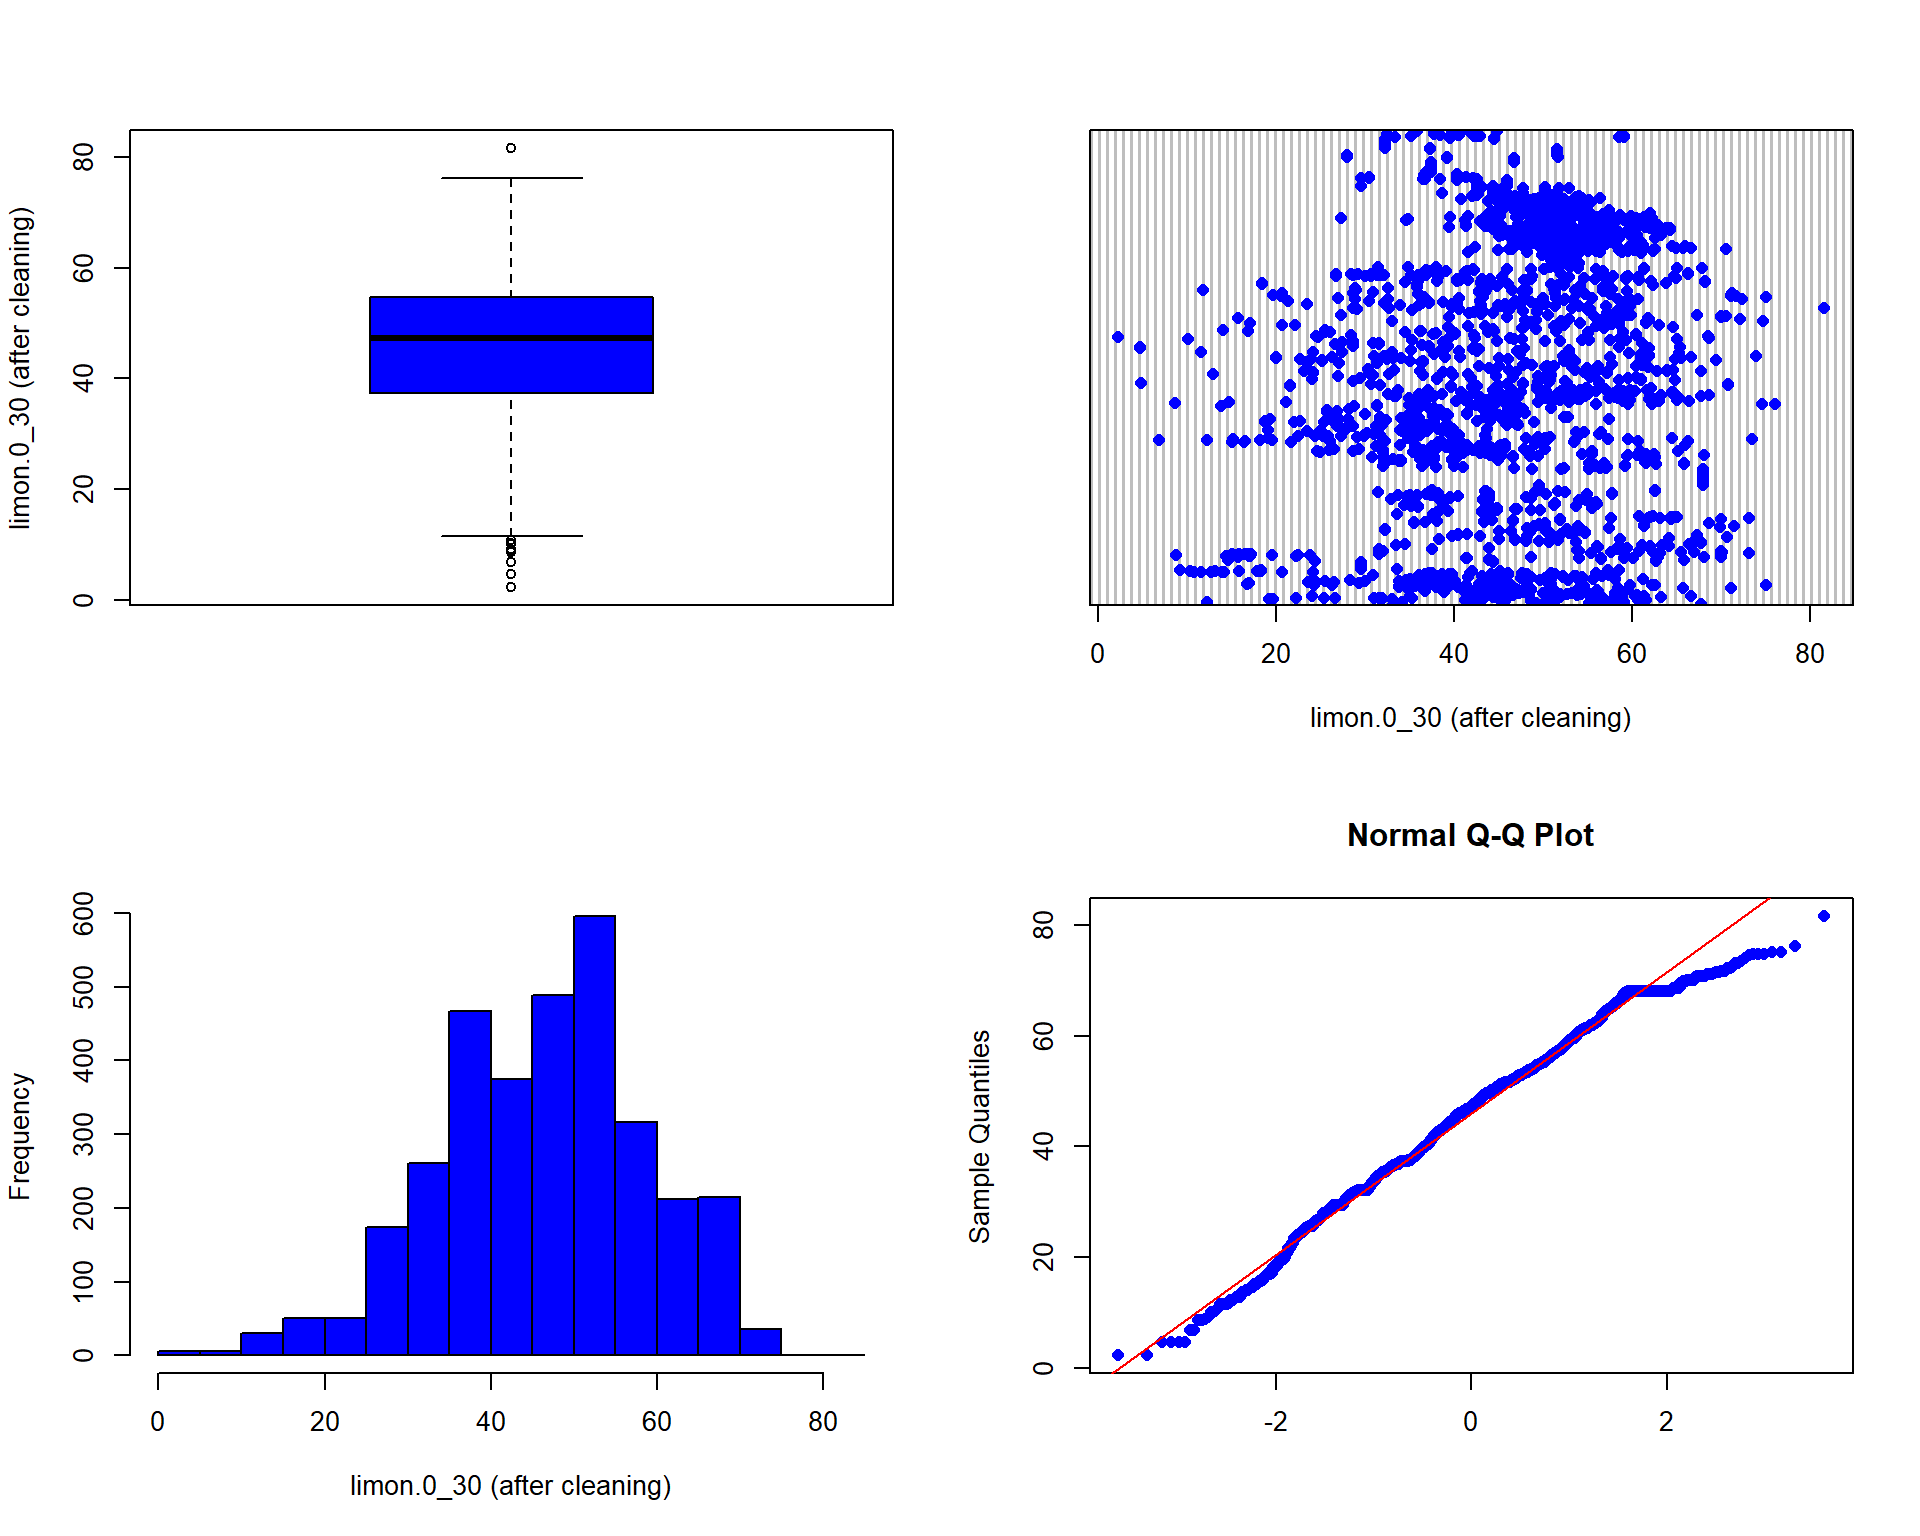 limon.0_30 (after cleaning)
80
60
40
20
0
0 20 40 60 80
limon.0_30 (after cleaning)
Frequency
600
500
400
300
200
100
0
0 20 40 60 80
limon.0_30 (after cleaning)
Normal Q-Q Plot
Sample Quantiles
80
60
40
20
0
-2 0 2